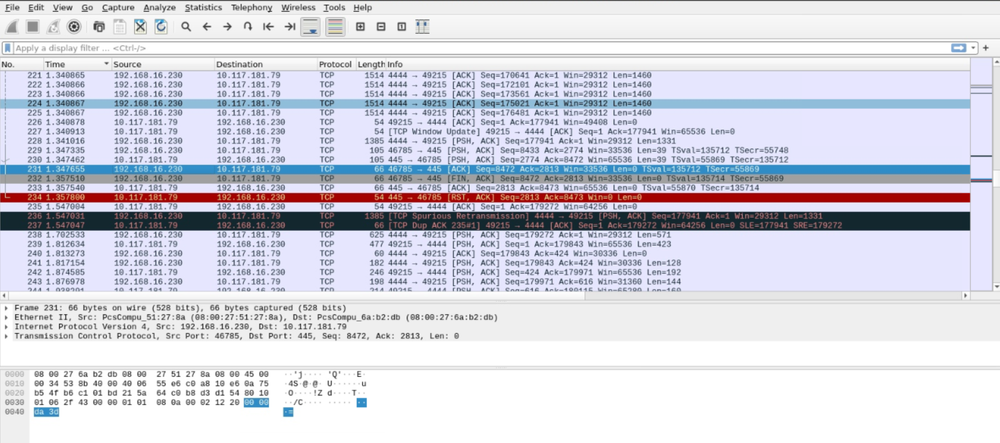 File Edit View Go Capture Analyze Statistics Telephony Wireless Tools Help
Apply a display filter ... <Ctrl-/>
No. Time Source Destination Protocol Length Info
221 1.340865 192.168.16.230 10.117.181.79 TCP 1514 4444 → 49215 [ACK] Seq=170641 Ack=1 Win=29312 Len=1460
222 1.340866 192.168.16.230 10.117.181.79 TCP 1514 4444 → 49215 [ACK] Seq=172101 Ack=1 Win=29312 Len=1460
223 1.340866 192.168.16.230 10.117.181.79 TCP 1514 4444 → 49215 [ACK] Seq=173561 Ack=1 Win=29312 Len=1460
224 1.340867 192.168.16.230 10.117.181.79 TCP 1514 4444 → 49215 [ACK] Seq=175021 Ack=1 Win=29312 Len=1460
225 1.340867 192.168.16.230 10.117.181.79 TCP 1514 4444 → 49215 [ACK] Seq=176481 Ack=1 Win=29312 Len=1460
226 1.340878 10.117.181.79 192.168.16.230 TCP 54 49215 → 4444 [ACK] Seq=1 Ack=177941 Win=49408 Len=0
227 1.340913 10.117.181.79 192.168.16.230 TCP 54 [TCP Window Update] 49215 → 4444 [ACK] Seq=1 Ack=177941 Win=65536 Len=0
228 1.341016 192.168.16.230 10.117.181.79 TCP 1385 4444 → 49215 [PSH, ACK] Seq=177941 Ack=1 Win=29312 Len=1331
229 1.347335 192.168.16.230 10.117.181.79 TCP 105 46785 → 445 [PSH, ACK] Seq=8433 Ack=2774 Win=33536 Len=39 TSval=135712 TSecr=55748
230 1.347462 10.117.181.79 192.168.16.230 TCP 105 445 → 46785 [PSH, ACK] Seq=2774 Ack=8472 Win=65536 Len=39 TSval=55869 TSecr=135712
231 1.347655 192.168.16.230 10.117.181.79 TCP 66 46785 → 445 [ACK] Seq=8472 Ack=2813 Win=33536 Len=0 TSval=135712 TSecr=55869
232 1.357510 192.168.16.230 10.117.181.79 TCP 66 46785 → 445 [FIN, ACK] Seq=8472 Ack=2813 Win=33536 Len=0 TSval=135714 TSecr=55869
233 1.357540 10.117.181.79 192.168.16.230 TCP 66 445 → 46785 [ACK] Seq=2813 Ack=8473 Win=65536 Len=0 TSval=55870 TSecr=135714
234 1.357800 10.117.181.79 192.168.16.230 TCP 54 445 → 46785 [RST, ACK] Seq=2813 Ack=8473 Win=0 Len=0
235 1.547004 10.117.181.79 192.168.16.230 TCP 54 49215 → 4444 [ACK] Seq=1 Ack=179272 Win=64256 Len=0
236 1.547031 192.168.16.230 10.117.181.79 TCP 1385 [TCP Spurious Retransmission] 4444 → 49215 [PSH, ACK] Seq=177941 Ack=1 Win=29312 Len=1331
237 1.547047 10.117.181.79 192.168.16.230 TCP 66 [TCP Dup ACK 235#1] 49215 → 4444 [ACK] Seq=1 Ack=179272 Win=64256 Len=0 SLE=177941 SRE=179272
238 1.702533 192.168.16.230 10.117.181.79 TCP 625 4444 → 49215 [PSH, ACK] Seq=179272 Ack=1 Win=29312 Len=571
239 1.812634 10.117.181.79 192.168.16.230 TCP 477 49215 → 4444 [PSH, ACK] Seq=1 Ack=179843 Win=65536 Len=423
240 1.813273 192.168.16.230 10.117.181.79 TCP 60 4444 → 49215 [ACK] Seq=179843 Ack=424 Win=30336 Len=0
241 1.817154 192.168.16.230 10.117.181.79 TCP 182 4444 → 49215 [PSH, ACK] Seq=179843 Ack=424 Win=30336 Len=128
242 1.874585 10.117.181.79 192.168.16.230 TCP 246 49215 → 4444 [PSH, ACK] Seq=424 Ack=179971 Win=65536 Len=192
243 1.876978 192.168.16.230 10.117.181.79 TCP 198 4444 → 49215 [PSH, ACK] Seq=179971 Ack=616 Win=31360 Len=144
244 1.938291 10.117.181.79 192.168.16.230 TCP 214 49215 → 4444 [PSH, ACK] Seq=616 Ack=180115 Win=65280 Len=160
Frame 231: 66 bytes on wire (528 bits), 66 bytes captured (528 bits)
Ethernet II, Src: PcsCompu_51:27:8a (08:00:27:51:27:8a), Dst: PcsCompu_6a:b2:db (08:00:27:6a:b2:db)
Internet Protocol Version 4, Src: 192.168.16.230, Dst: 10.117.181.79
Transmission Control Protocol, Src Port: 46785, Dst Port: 445, Seq: 8472, Ack: 2813, Len: 0
0000 08 00 27 6a b2 db 08 00 27 51 27 8a 08 00 45 00 ··'j···· 'Q'···E·
0010 00 34 53 8b 40 00 40 06 55 e6 c0 a8 10 e6 0a 75 ·4S·@·@· U······u
0020 b5 4f b6 c1 01 bd 21 5a 64 c0 b8 d3 d1 54 80 10 ·O····!Z d····T··
0030 01 06 2f 43 00 00 01 01 08 0a 00 02 12 20 00 00 ··/C···· ····· ··
0040 da 3d ·=